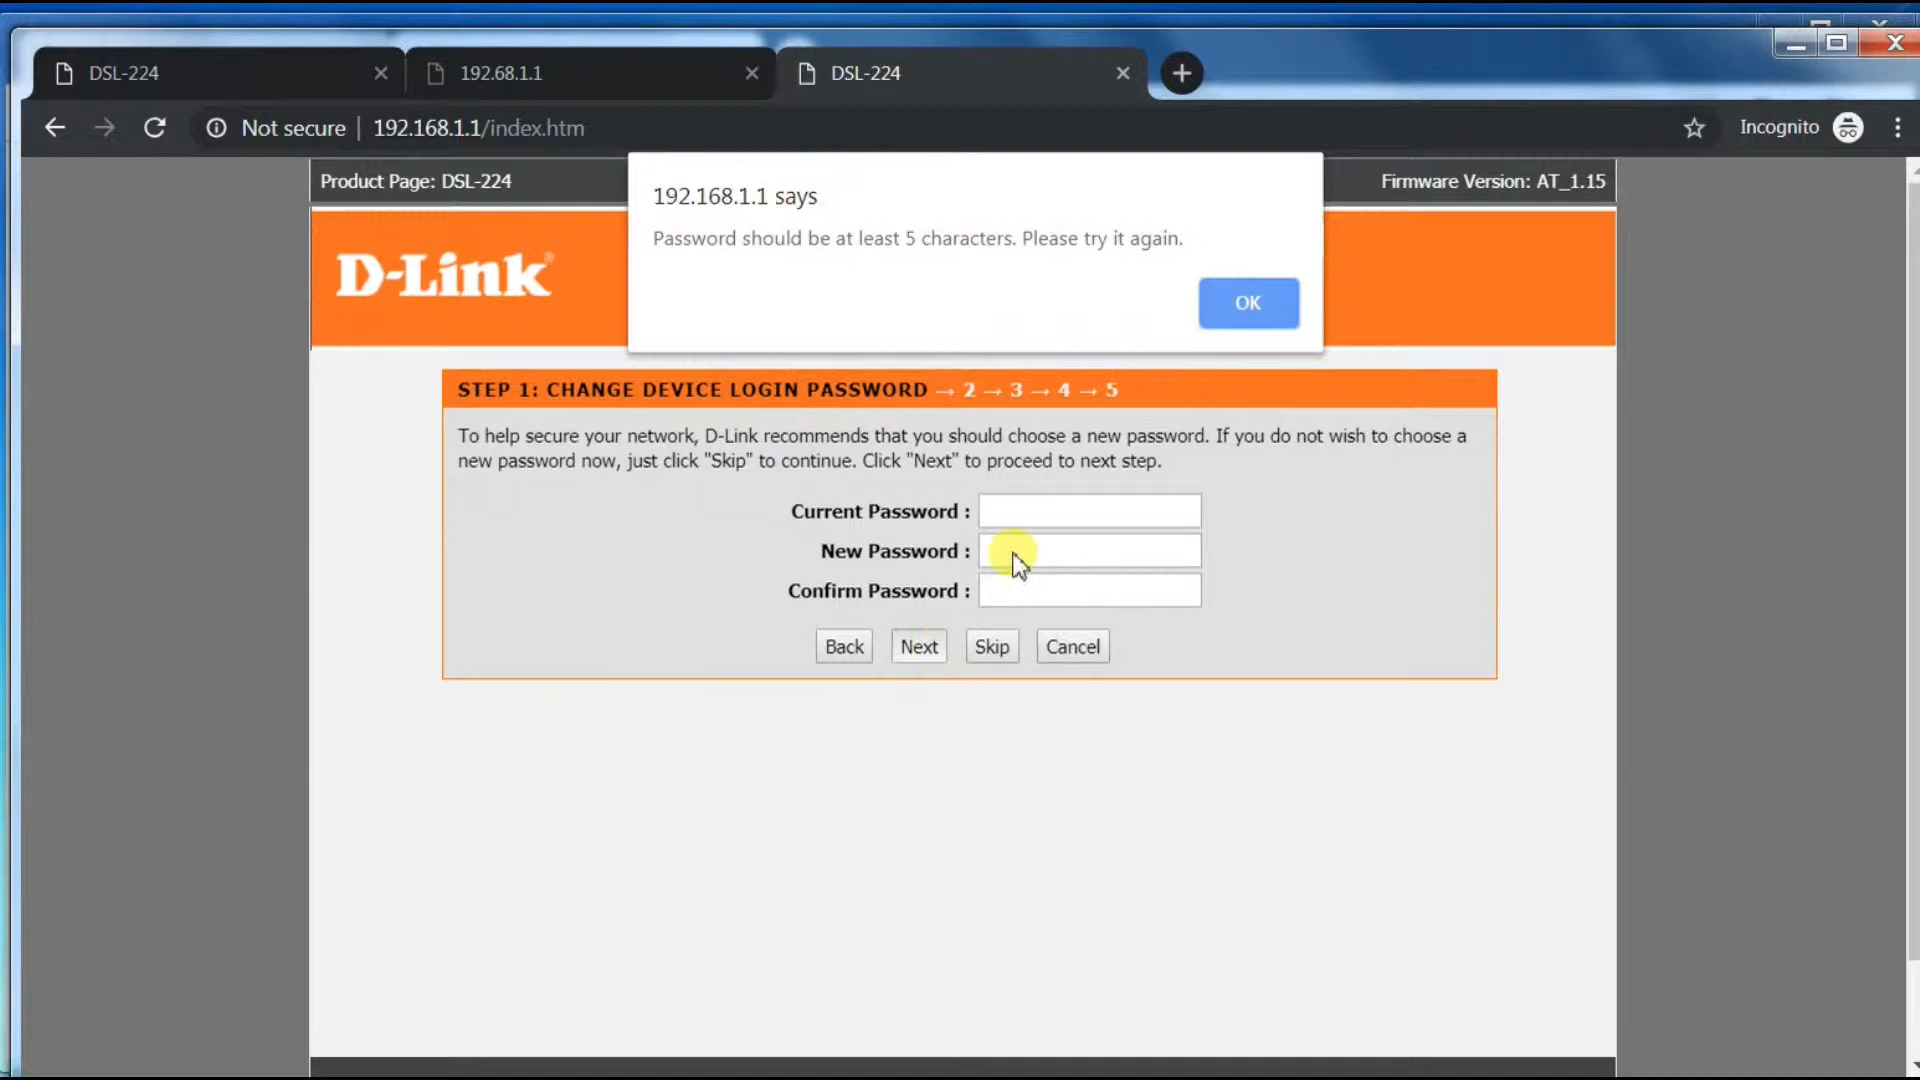 DSL-224
192.68.1.1
DSL-224
Not secure | 192.168.1.1/index.htm
Incognito
Product Page: DSL-224
Firmware Version: AT_1.15
192.168.1.1 says
Password should be at least 5 characters. Please try it again.
OK
D-Link®
STEP 1: CHANGE DEVICE LOGIN PASSWORD → 2 → 3 → 4 → 5
To help secure your network, D-Link recommends that you should choose a new password. If you do not wish to choose a
new password now, just click "Skip" to continue. Click "Next" to proceed to next step.
Current Password :
New Password :
Confirm Password :
Back Next Skip Cancel